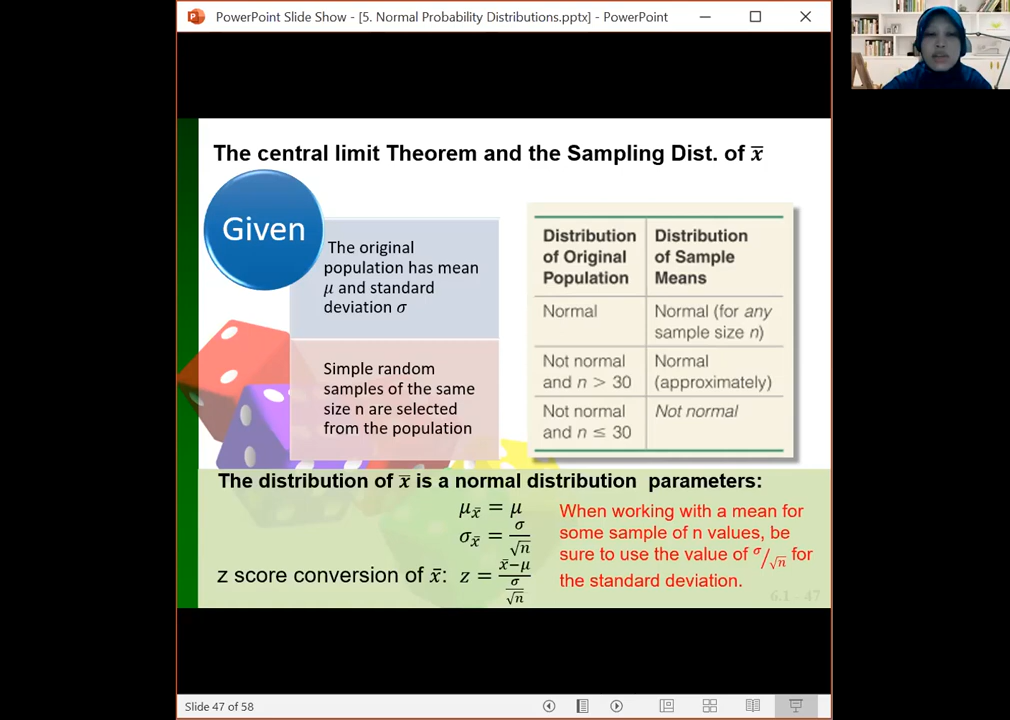 PowerPoint Slide Show - [5. Normal Probability Distributions.pptx] - PowerPoint
The central limit Theorem and the Sampling Dist. of x̅
Given
The original
population has mean
μ and standard
deviation σ
Simple random
samples of the same
size n are selected
from the population
Distribution of Original Population | Distribution of Sample Means
Normal | Normal (for any sample size n)
Not normal and n > 30 | Normal (approximately)
Not normal and n ≤ 30 | Not normal
The distribution of x̅ is a normal distribution parameters:
μx̅ = μ
σx̅ = σ/√n
z score conversion of x̅: z = (x̅−μ)/(σ/√n)
When working with a mean for
some sample of n values, be
sure to use the value of σ/√n for
the standard deviation.
6.1 - 47
Slide 47 of 58